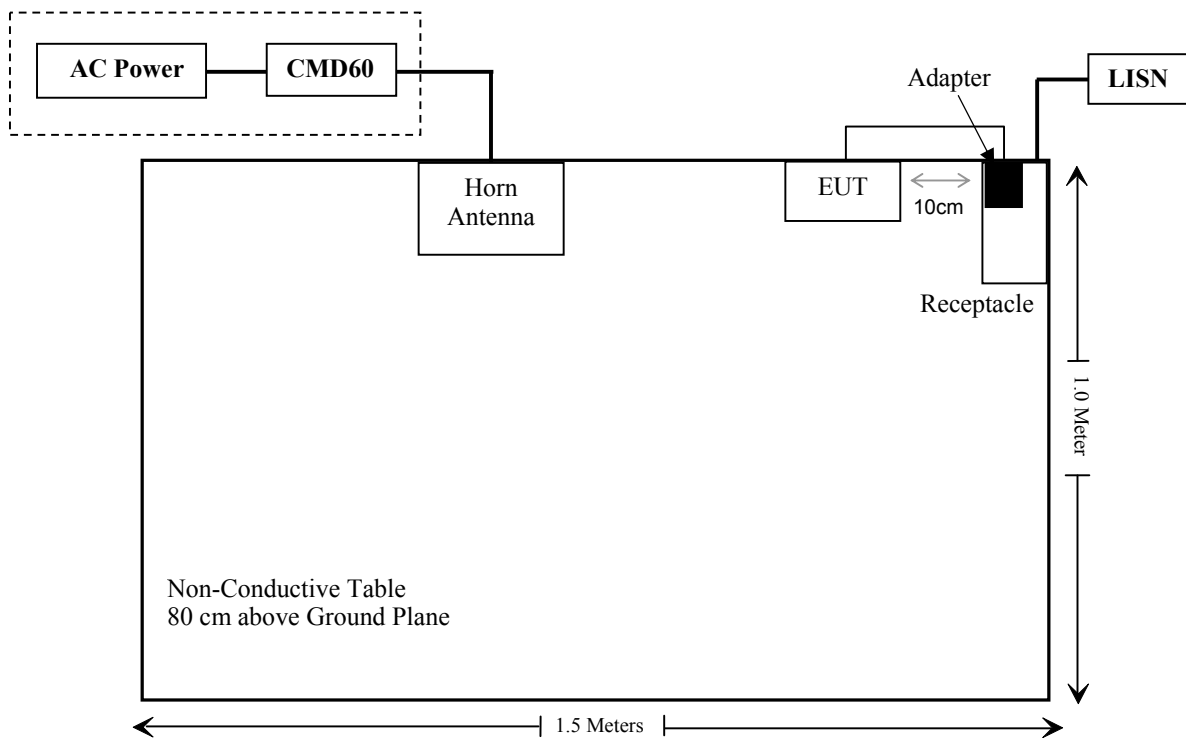 AC Power
CMD60
LISN
Adapter
Horn
Antenna
EUT
10cm
Receptacle
1.0 Meter
Non-Conductive Table
80 cm above Ground Plane
1.5 Meters